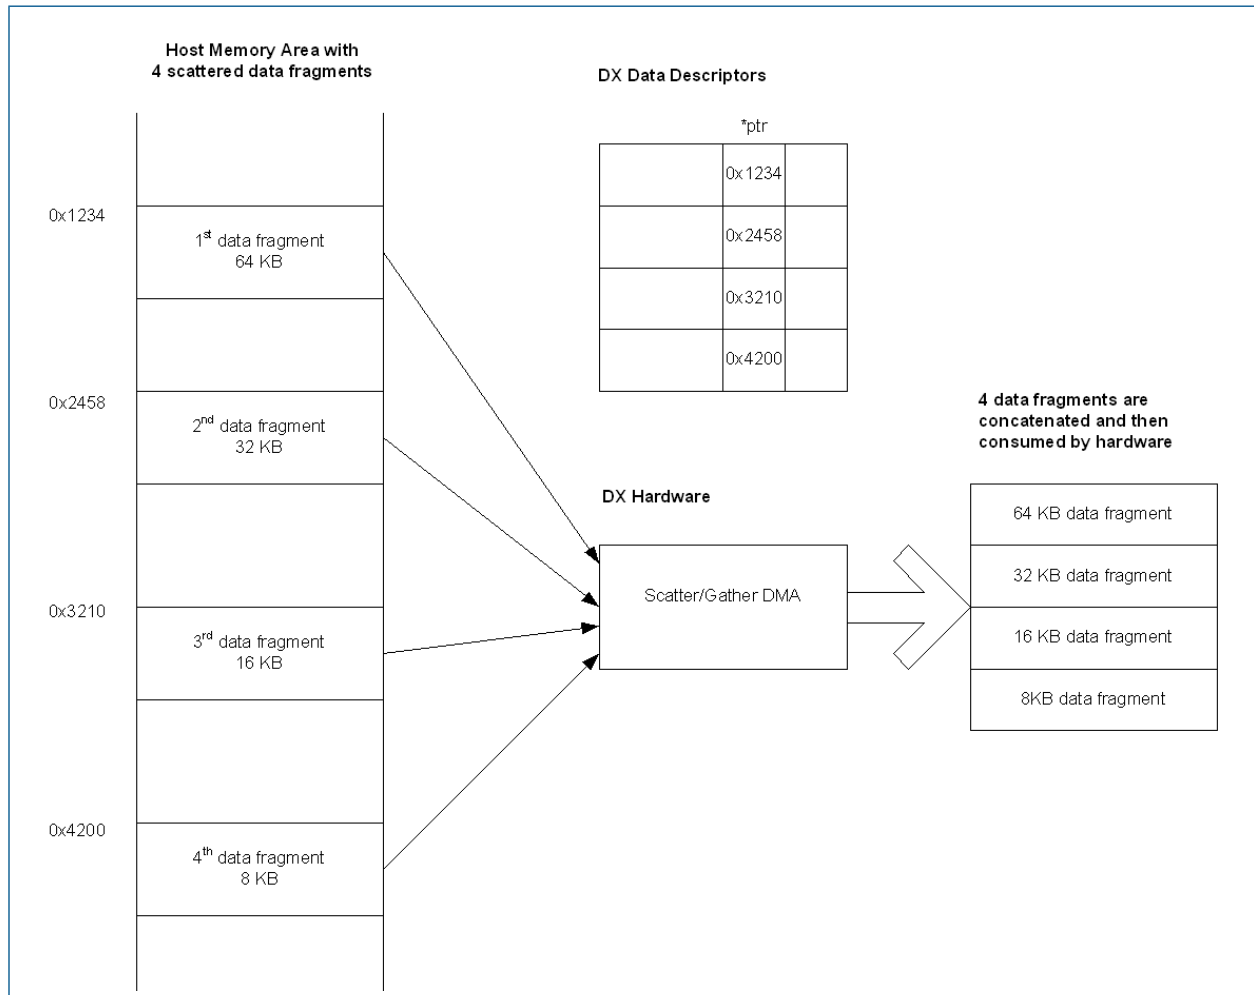 Host Memory Area with
4 scattered data fragments
0x1234
1st data fragment
64 KB
0x2458
2nd data fragment
32 KB
0x3210
3rd data fragment
16 KB
0x4200
4th data fragment
8 KB
DX Data Descriptors
*ptr
0x1234
0x2458
0x3210
0x4200
DX Hardware
Scatter/Gather DMA
4 data fragments are
concatenated and then
consumed by hardware
64 KB data fragment
32 KB data fragment
16 KB data fragment
8KB data fragment